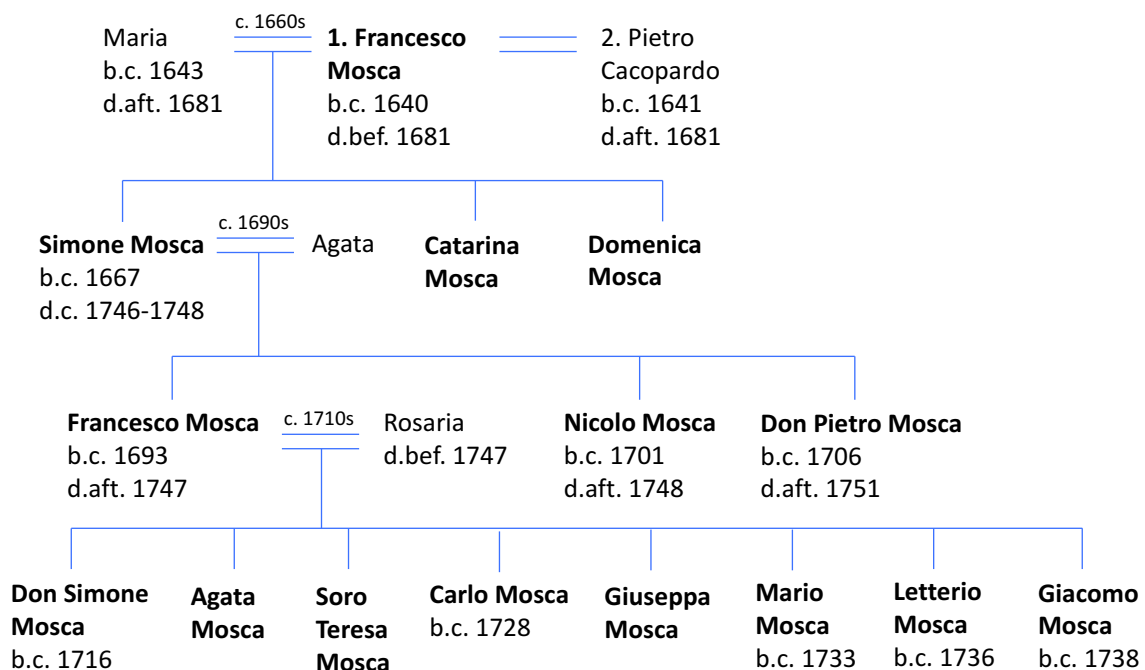 c. 1660s
Maria
b.c. 1643
d.aft. 1681
1. Francesco
Mosca
b.c. 1640
d.bef. 1681
2. Pietro
Cacopardo
b.c. 1641
d.aft. 1681
Simone Mosca
b.c. 1667
d.c. 1746-1748
c. 1690s
Agata
Catarina
Mosca
Domenica
Mosca
Francesco Mosca
b.c. 1693
d.aft. 1747
c. 1710s
Rosaria
d.bef. 1747
Nicolo Mosca
b.c. 1701
d.aft. 1748
Don Pietro Mosca
b.c. 1706
d.aft. 1751
Don Simone
Mosca
b.c. 1716
Agata
Mosca
Soro
Teresa
Mosca
Carlo Mosca
b.c. 1728
Giuseppa
Mosca
Mario
Mosca
b.c. 1733
Letterio
Mosca
b.c. 1736
Giacomo
Mosca
b.c. 1738